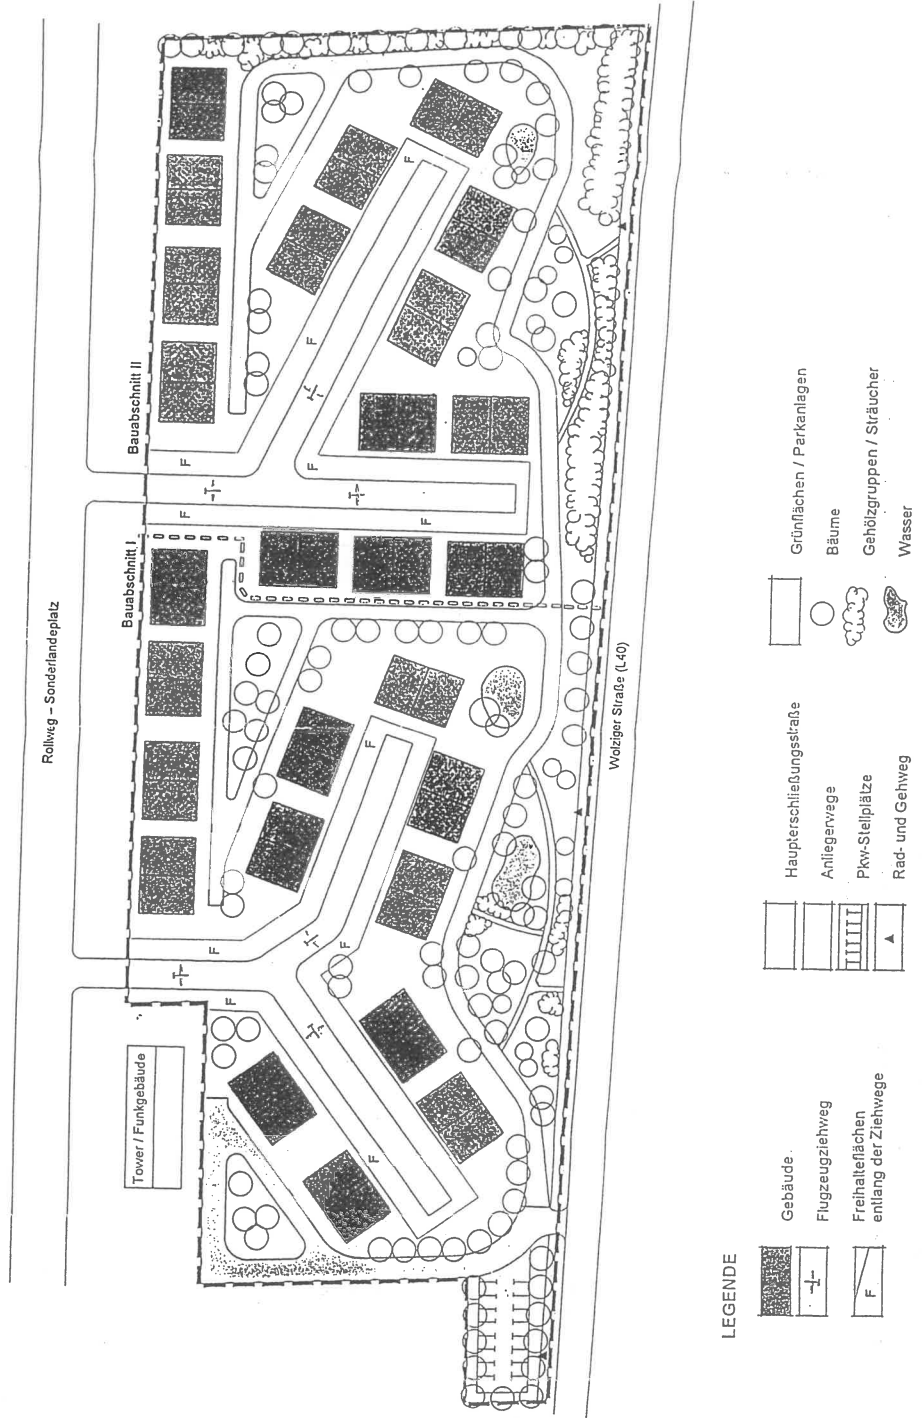 Rollweg – Sonderlandeplatz
Tower / Funkgebäude
Bauabschnitt I
Bauabschnitt II
F
F
F
F
F
F
F
F
F
F
F
F
Wolziger Straße (L40)
LEGENDE
Gebäude
Flugzeugziehweg
F
Freihalteflächen
entlang der Ziehwege
Haupterschließungsstraße
Anliegerwege
Pkw-Stellplätze
Rad- und Gehweg
Grünflächen / Parkanlagen
Bäume
Gehölzgruppen / Sträucher
Wasser